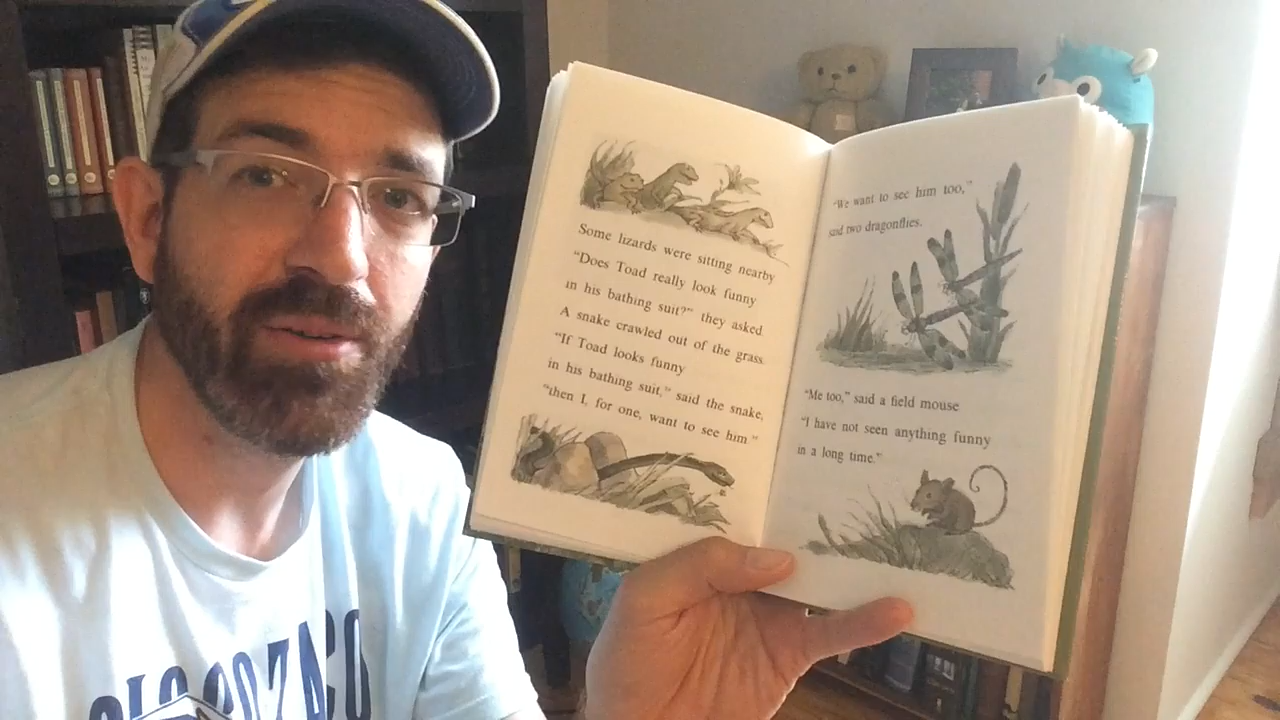 Some lizards were sitting nearby
“Does Toad really look funny
in his bathing suit?” they asked.
A snake crawled out of the grass.
“If Toad looks funny
in his bathing suit,” said the snake,
“then I, for one, want to see him.”
“We want to see him too,”
said two dragonflies.
“Me too,” said a field mouse
“I have not seen anything funny
in a long time.”